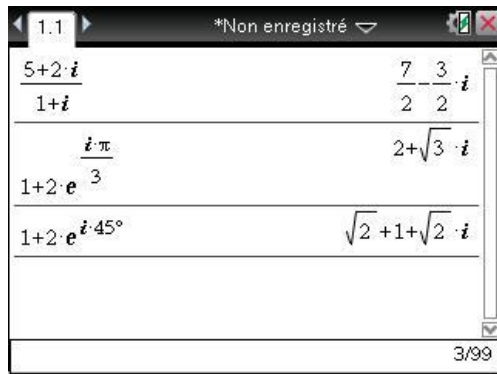 1.1 *Non enregistré
(5+2·i)/(1+i) 7/2-3/2·i
1+2·e^(i·π/3) 2+√3·i
1+2·e^(i·45°) √2+1+√2·i
3/99